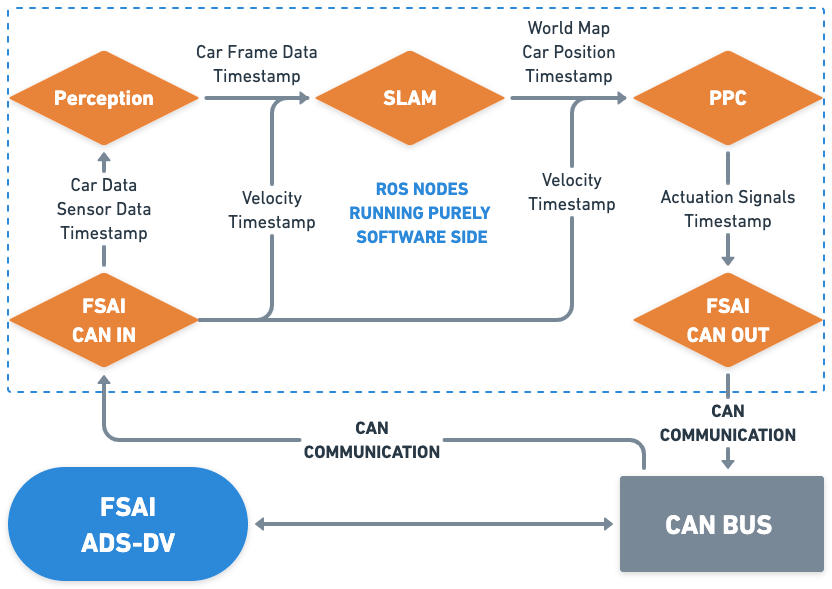 Car Frame Data
Timestamp
World Map
Car Position
Timestamp
Perception
SLAM
PPC
Car Data
Sensor Data
Timestamp
Velocity
Timestamp
ROS NODES
RUNNING PURELY
SOFTWARE SIDE
Velocity
Timestamp
Actuation Signals
Timestamp
FSAI
CAN IN
FSAI
CAN OUT
CAN
COMMUNICATION
CAN
COMMUNICATION
FSAI
ADS-DV
CAN BUS